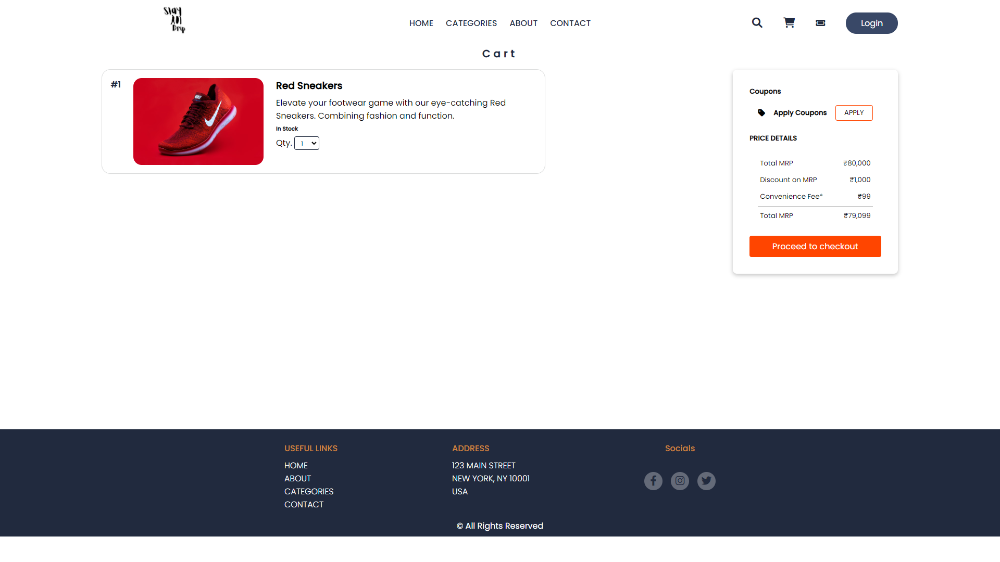 Stay
Drip
HOME CATEGORIES ABOUT CONTACT
Login
Cart
#1
NIKE
Red Sneakers
Elevate your footwear game with our eye-catching Red
Sneakers. Combining fashion and function.
In Stock
Qty. 1
Coupons
Apply Coupons APPLY
PRICE DETAILS
Total MRP ₹80,000
Discount on MRP ₹1,000
Convenience Fee* ₹99
Total MRP ₹79,099
Proceed to checkout
USEFUL LINKS
HOME
ABOUT
CATEGORIES
CONTACT
ADDRESS
123 MAIN STREET
NEW YORK, NY 10001
USA
Socials
© All Rights Reserved